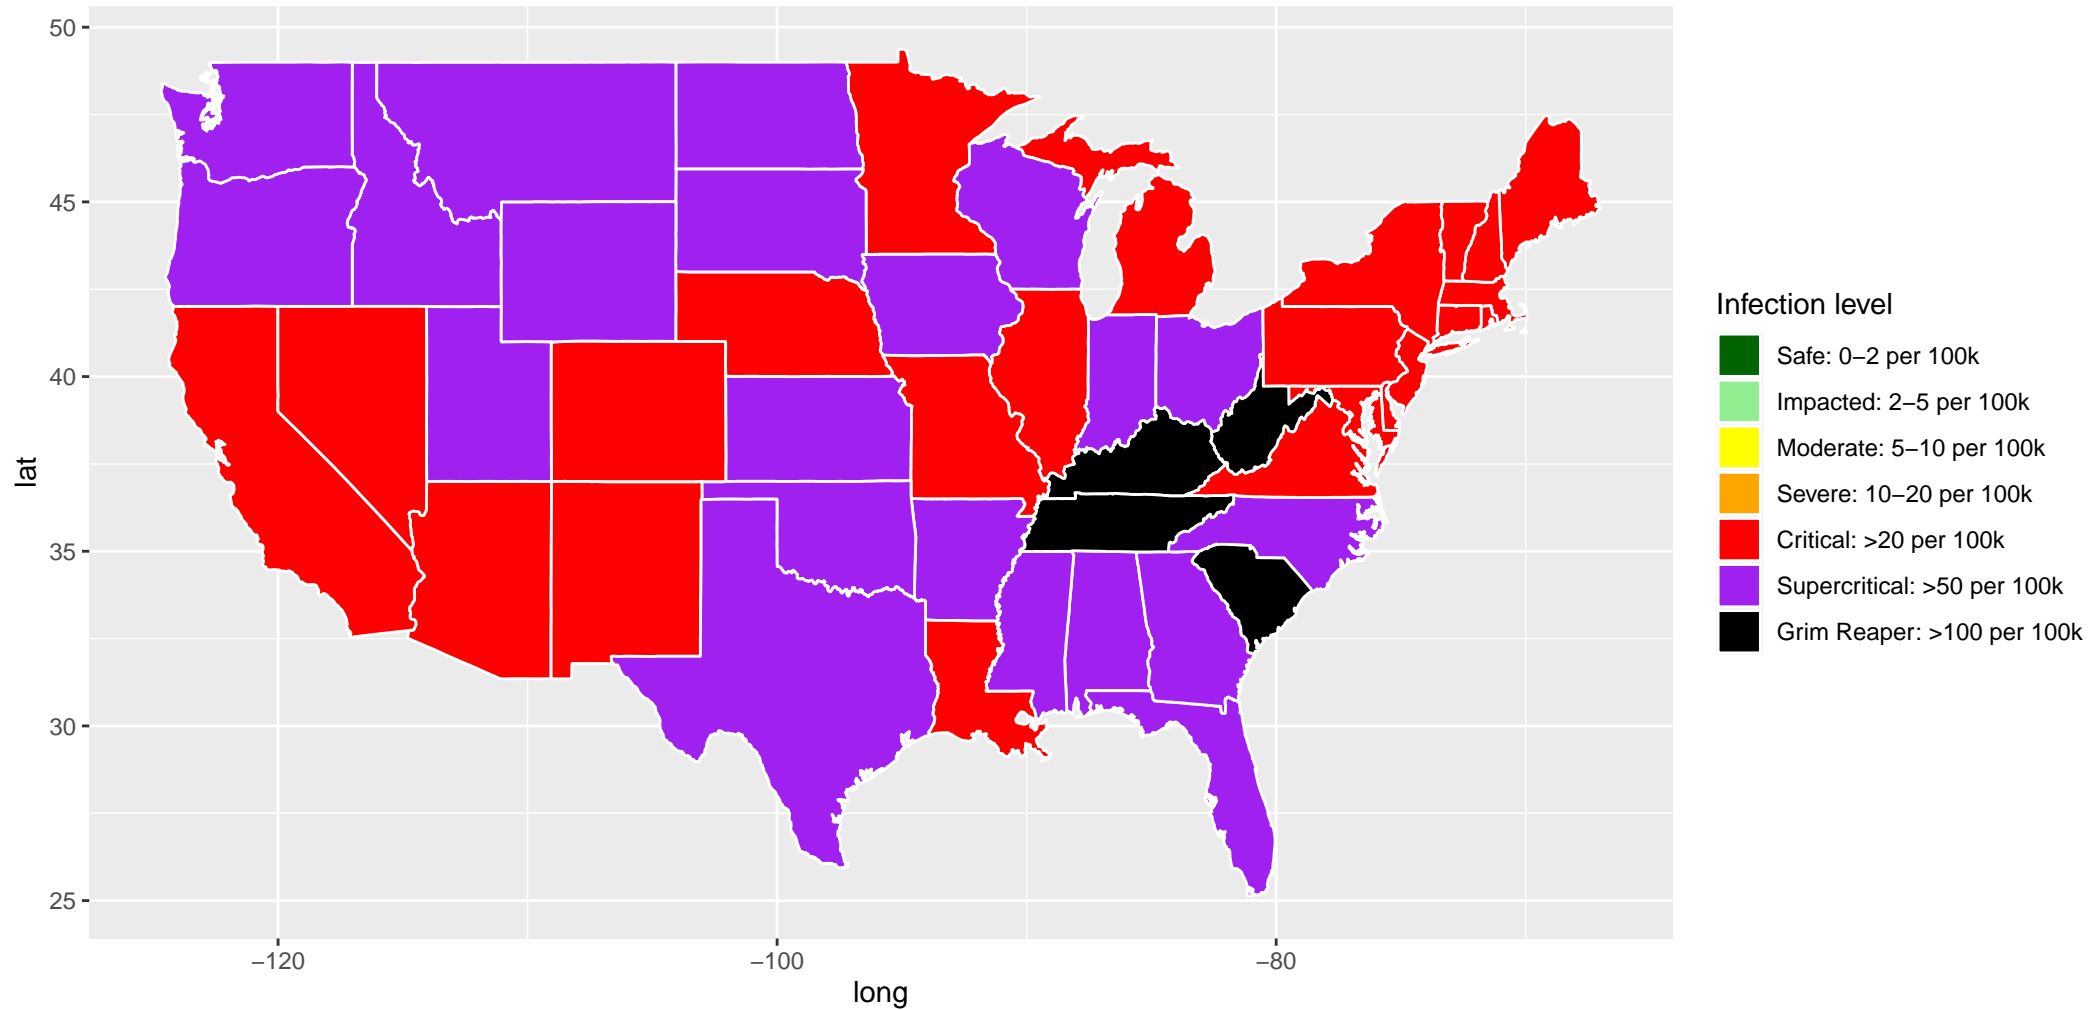 50
45
40
35
30
25
lat
−120
−100
−80
long
Infection level
Safe: 0−2 per 100k
Impacted: 2−5 per 100k
Moderate: 5−10 per 100k
Severe: 10−20 per 100k
Critical: >20 per 100k
Supercritical: >50 per 100k
Grim Reaper: >100 per 100k